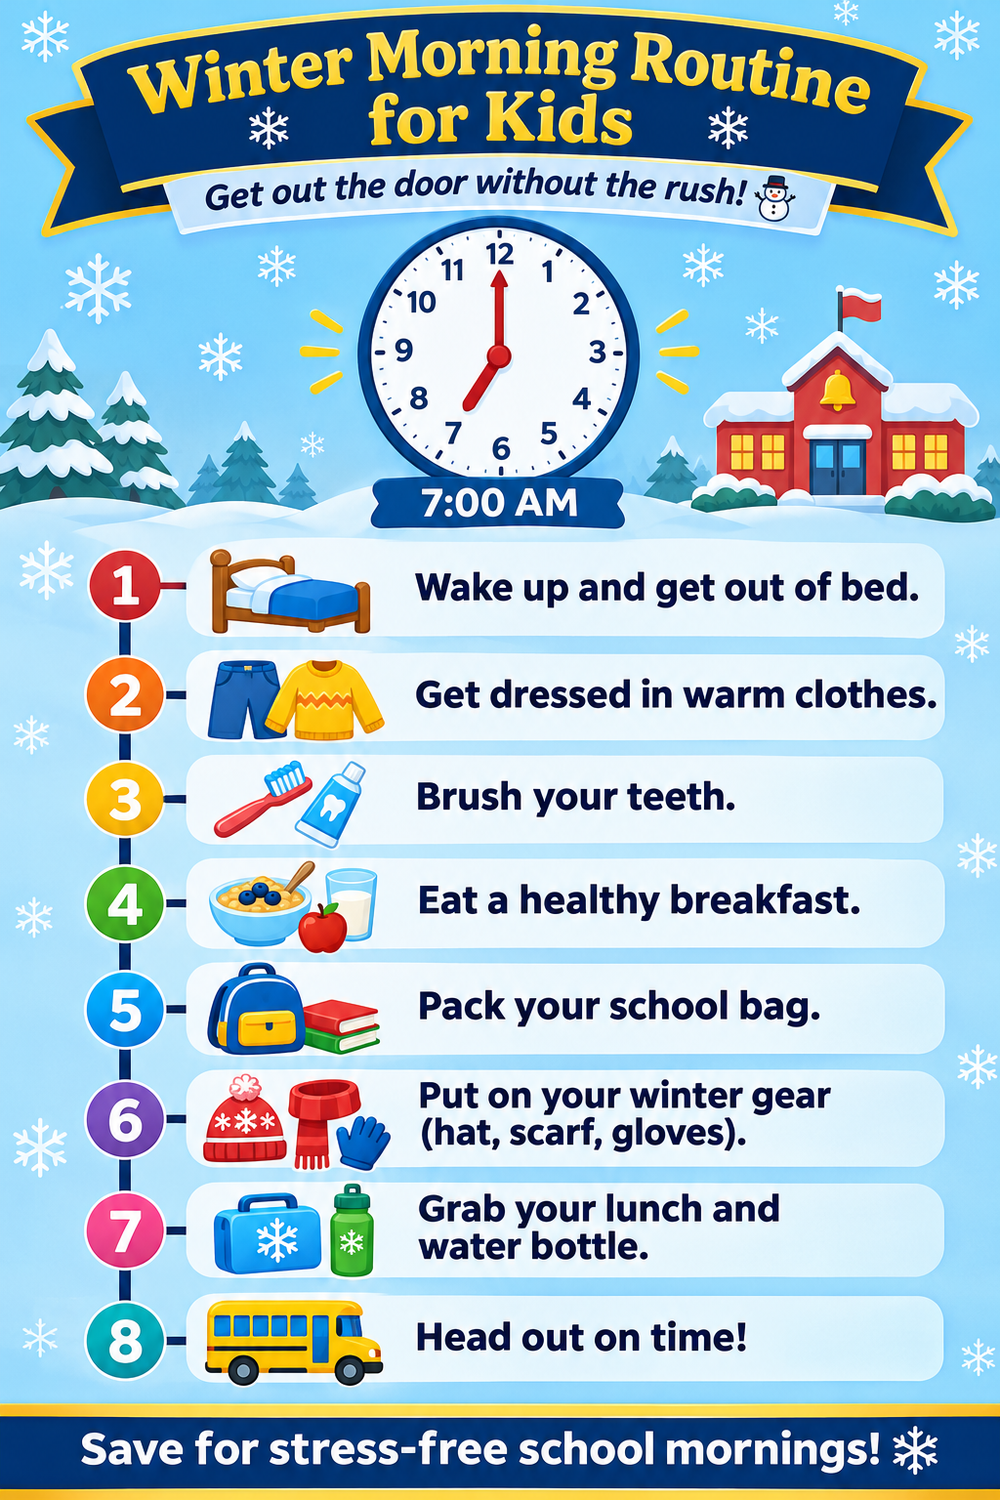 Winter Morning Routine
for Kids
Get out the door without the rush!
12
1
2
3
4
5
6
7
8
9
10
11
7:00 AM
1 Wake up and get out of bed.
2 Get dressed in warm clothes.
3 Brush your teeth.
4 Eat a healthy breakfast.
5 Pack your school bag.
6 Put on your winter gear
(hat, scarf, gloves).
7 Grab your lunch and
water bottle.
8 Head out on time!
Save for stress-free school mornings!